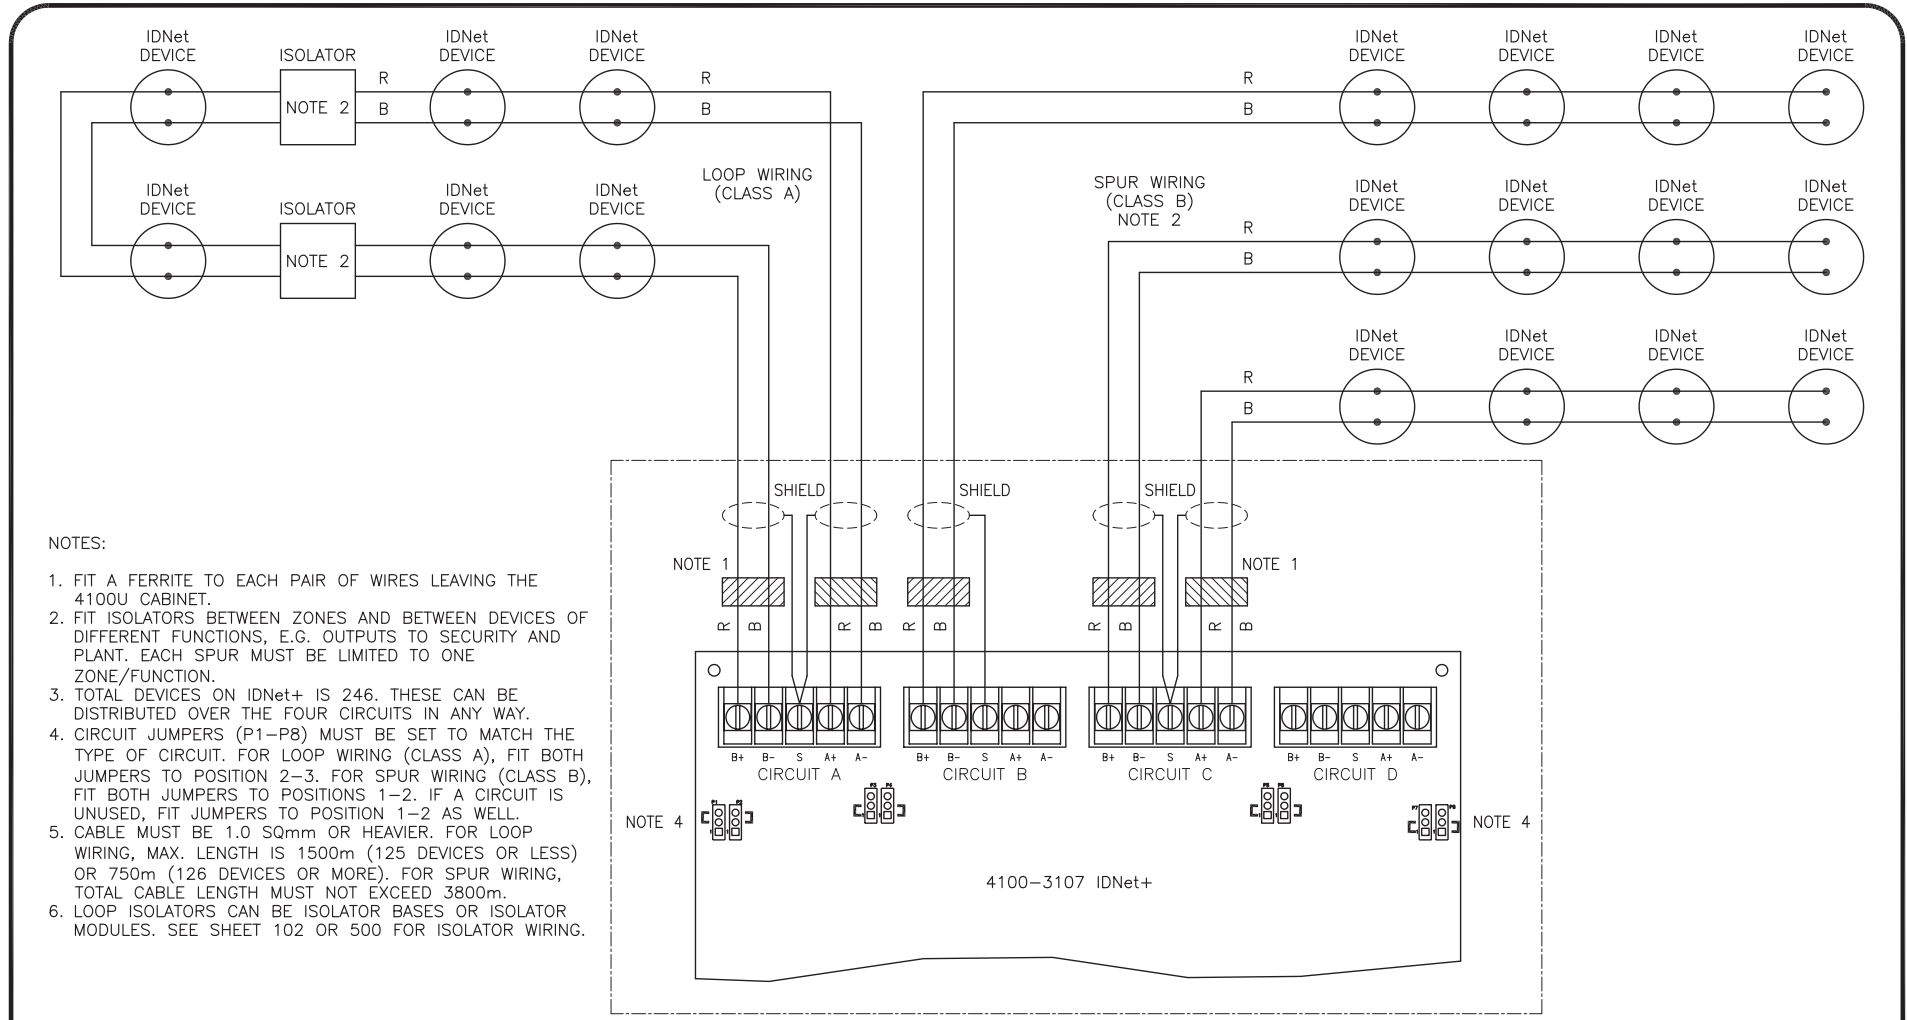 IDNet IDNet IDNet IDNet IDNet IDNet IDNet
DEVICE ISOLATOR DEVICE DEVICE DEVICE DEVICE DEVICE DEVICE
R R R
NOTE 2 B B B
LOOP WIRING
(CLASS A)
SPUR WIRING
(CLASS B)
NOTE 2
IDNet IDNet IDNet IDNet IDNet IDNet IDNet
DEVICE ISOLATOR DEVICE DEVICE DEVICE DEVICE DEVICE DEVICE
R
NOTE 2 B
IDNet IDNet IDNet IDNet
DEVICE DEVICE DEVICE DEVICE
R
B
SHIELD SHIELD SHIELD
NOTE 1 NOTE 1
R B R B R B R B R B
B+ B- S A+ A- B+ B- S A+ A- B+ B- S A+ A- B+ B- S A+ A-
CIRCUIT A CIRCUIT B CIRCUIT C CIRCUIT D
P1 P2 P3 P4 P5 P6 P7 P8
NOTE 4 NOTE 4
4100-3107 IDNet+
NOTES:
1. FIT A FERRITE TO EACH PAIR OF WIRES LEAVING THE
4100U CABINET.
2. FIT ISOLATORS BETWEEN ZONES AND BETWEEN DEVICES OF
DIFFERENT FUNCTIONS, E.G. OUTPUTS TO SECURITY AND
PLANT. EACH SPUR MUST BE LIMITED TO ONE
ZONE/FUNCTION.
3. TOTAL DEVICES ON IDNet+ IS 246. THESE CAN BE
DISTRIBUTED OVER THE FOUR CIRCUITS IN ANY WAY.
4. CIRCUIT JUMPERS (P1-P8) MUST BE SET TO MATCH THE
TYPE OF CIRCUIT. FOR LOOP WIRING (CLASS A), FIT BOTH
JUMPERS TO POSITION 2-3. FOR SPUR WIRING (CLASS B),
FIT BOTH JUMPERS TO POSITIONS 1-2. IF A CIRCUIT IS
UNUSED, FIT JUMPERS TO POSITION 1-2 AS WELL.
5. CABLE MUST BE 1.0 SQmm OR HEAVIER. FOR LOOP
WIRING, MAX. LENGTH IS 1500m (125 DEVICES OR LESS)
OR 750m (126 DEVICES OR MORE). FOR SPUR WIRING,
TOTAL CABLE LENGTH MUST NOT EXCEED 3800m.
6. LOOP ISOLATORS CAN BE ISOLATOR BASES OR ISOLATOR
MODULES. SEE SHEET 102 OR 500 FOR ISOLATOR WIRING.